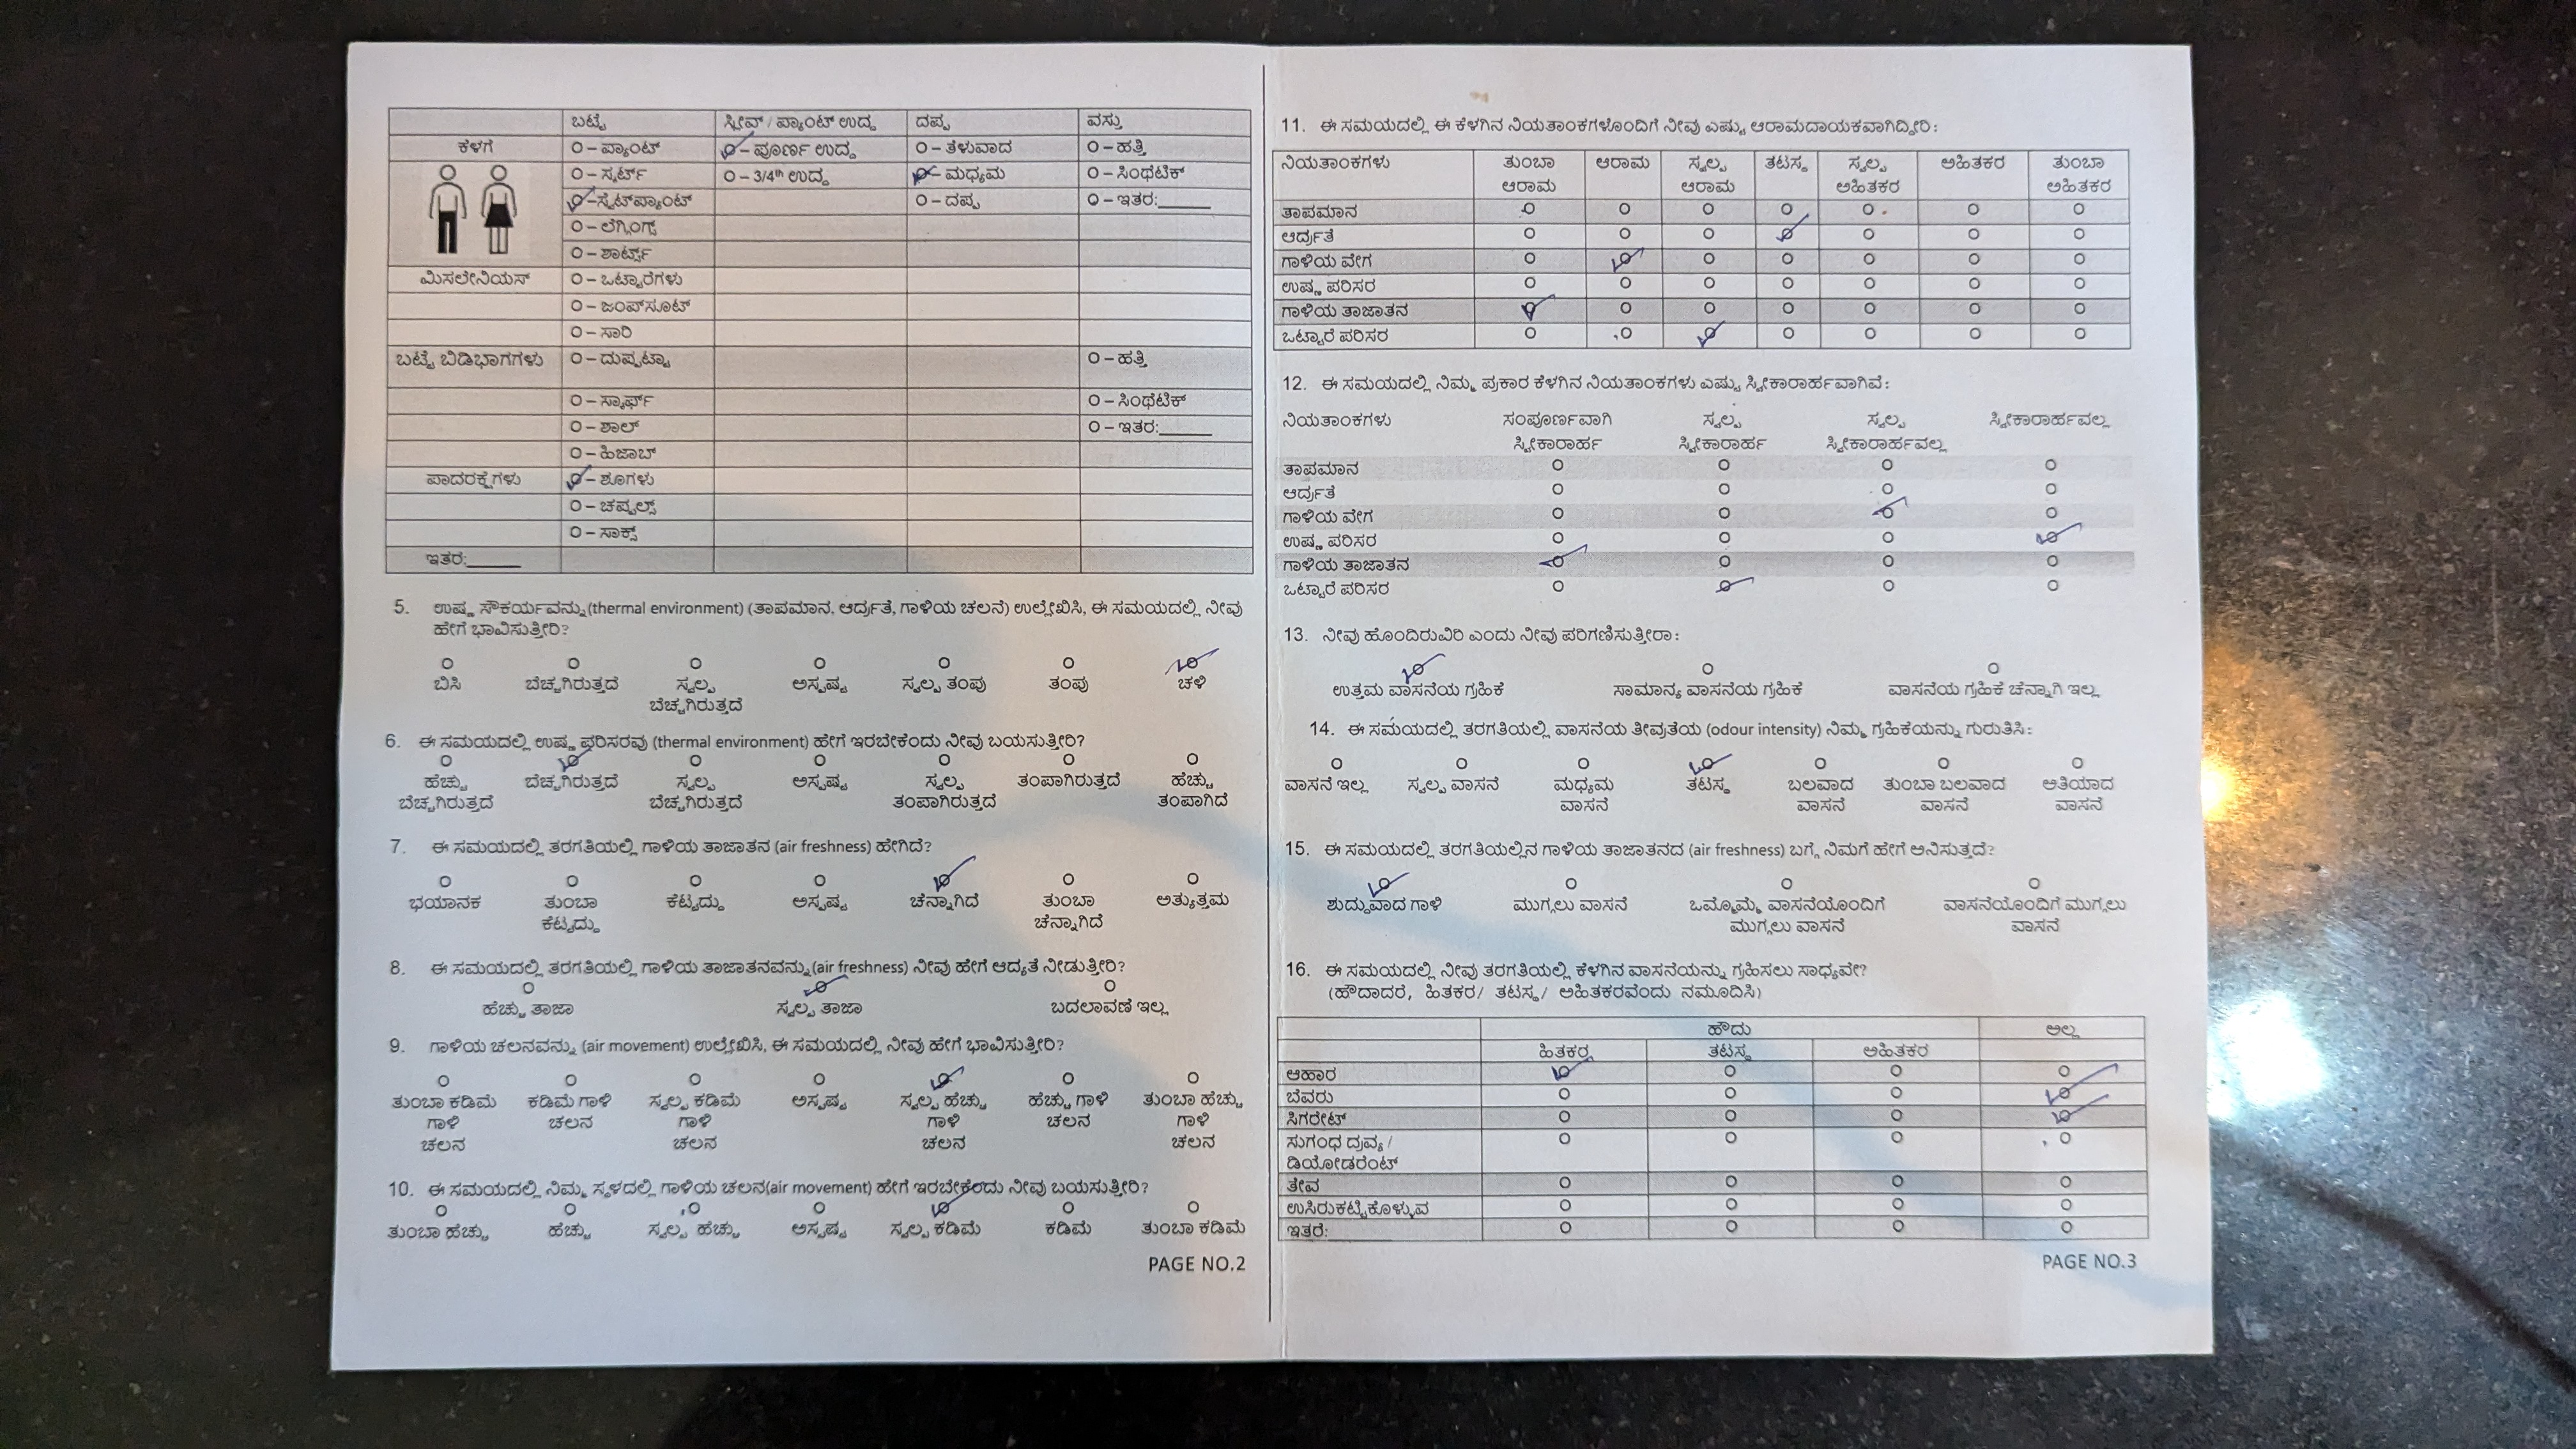 ಬಟ್ಟೆ ಸ್ಲೀವ್ / ಪ್ಯಾಂಟ್ ಉದ್ದ ದಪ್ಪ ವಸ್ತು
ಕೆಳಗೆ O – ಪ್ಯಾಂಟ್ O – ಪೂರ್ಣ ಉದ್ದ O – ತೆಳುವಾದ O – ಹತ್ತಿ
O – ಸ್ಕರ್ಟ್ O – 3/4th ಉದ್ದ O – ಮಧ್ಯಮ O – ಸಿಂಥೆಟಿಕ್
O –ಸ್ವೆಟ್‌ಪ್ಯಾಂಟ್ O – ದಪ್ಪ O – ಇತರ:______
O – ಲೆಗ್ಗಿಂಗ್ಸ್
O – ಶಾರ್ಟ್ಸ್
ಮಿಸಲೇನಿಯಸ್ O – ಒಟ್ಟಾರೆಗಳು
O – ಜಂಪ್‌ಸೂಟ್
O – ಸಾರಿ
ಬಟ್ಟೆ ಬಿಡಿಭಾಗಗಳು O – ದುಪ್ಪಟ್ಟಾ O – ಹತ್ತಿ
O – ಸ್ಕಾರ್ಫ್ O – ಸಿಂಥೆಟಿಕ್
O – ಶಾಲ್ O – ಇತರ:______
O – ಹಿಜಾಬ್
ಪಾದರಕ್ಷೆಗಳು O – ಶೂಗಳು
O – ಚಪ್ಪಲ್ಸ್
O – ಸಾಕ್ಸ್
ಇತರ:______
5. ಉಷ್ಣ ಸೌಕರ್ಯವನ್ನು(thermal environment) (ತಾಪಮಾನ, ಆರ್ದ್ರತೆ, ಗಾಳಿಯ ಚಲನೆ) ಉಲ್ಲೇಖಿಸಿ, ಈ ಸಮಯದಲ್ಲಿ ನೀವು
ಹೇಗೆ ಭಾವಿಸುತ್ತೀರಿ?
O O O O O O O
ಬಿಸಿ ಬೆಚ್ಚಗಿರುತ್ತದೆ ಸ್ವಲ್ಪ ಅಸ್ಪಷ್ಟ ಸ್ವಲ್ಪ ತಂಪು ತಂಪು ಚಳಿ
ಬೆಚ್ಚಗಿರುತ್ತದೆ
6. ಈ ಸಮಯದಲ್ಲಿ ಉಷ್ಣ ಪರಿಸರವು (thermal environment) ಹೇಗೆ ಇರಬೇಕೆಂದು ನೀವು ಬಯಸುತ್ತೀರಿ?
O O O O O O O
ಹೆಚ್ಚು ಬೆಚ್ಚಗಿರುತ್ತದೆ ಸ್ವಲ್ಪ ಅಸ್ಪಷ್ಟ ಸ್ವಲ್ಪ ತಂಪಾಗಿರುತ್ತದೆ ಹೆಚ್ಚು
ಬೆಚ್ಚಗಿರುತ್ತದೆ ಬೆಚ್ಚಗಿರುತ್ತದೆ ತಂಪಾಗಿರುತ್ತದೆ ತಂಪಾಗಿದೆ
7. ಈ ಸಮಯದಲ್ಲಿ ತರಗತಿಯಲ್ಲಿ ಗಾಳಿಯ ತಾಜಾತನ (air freshness) ಹೇಗಿದೆ?
O O O O O O O
ಭಯಾನಕ ತುಂಬಾ ಕೆಟ್ಟದ್ದು ಅಸ್ಪಷ್ಟ ಚೆನ್ನಾಗಿದೆ ತುಂಬಾ ಅತ್ಯುತ್ತಮ
ಕೆಟ್ಟದ್ದು ಚೆನ್ನಾಗಿದೆ
8. ಈ ಸಮಯದಲ್ಲಿ ತರಗತಿಯಲ್ಲಿ ಗಾಳಿಯ ತಾಜಾತನವನ್ನು(air freshness) ನೀವು ಹೇಗೆ ಆದ್ಯತೆ ನೀಡುತ್ತೀರಿ?
O O O
ಹೆಚ್ಚು ತಾಜಾ ಸ್ವಲ್ಪ ತಾಜಾ ಬದಲಾವಣೆ ಇಲ್ಲ
9. ಗಾಳಿಯ ಚಲನವನ್ನು (air movement) ಉಲ್ಲೇಖಿಸಿ, ಈ ಸಮಯದಲ್ಲಿ ನೀವು ಹೇಗೆ ಭಾವಿಸುತ್ತೀರಿ?
O O O O O O O
ತುಂಬಾ ಕಡಿಮೆ ಕಡಿಮೆ ಗಾಳಿ ಸ್ವಲ್ಪ ಕಡಿಮೆ ಅಸ್ಪಷ್ಟ ಸ್ವಲ್ಪ ಹೆಚ್ಚು ಹೆಚ್ಚು ಗಾಳಿ ತುಂಬಾ ಹೆಚ್ಚು
ಗಾಳಿ ಚಲನ ಗಾಳಿ ಗಾಳಿ ಚಲನ ಗಾಳಿ
ಚಲನ ಚಲನ ಚಲನ ಚಲನ
10. ಈ ಸಮಯದಲ್ಲಿ ನಿಮ್ಮ ಸ್ಥಳದಲ್ಲಿ ಗಾಳಿಯ ಚಲನ(air movement) ಹೇಗೆ ಇರಬೇಕೆಂದು ನೀವು ಬಯಸುತ್ತೀರಿ?
O O O O O O O
ತುಂಬಾ ಹೆಚ್ಚು ಹೆಚ್ಚು ಸ್ವಲ್ಪ ಹೆಚ್ಚು ಅಸ್ಪಷ್ಟ ಸ್ವಲ್ಪ ಕಡಿಮೆ ಕಡಿಮೆ ತುಂಬಾ ಕಡಿಮೆ
PAGE NO.2
11. ಈ ಸಮಯದಲ್ಲಿ ಈ ಕೆಳಗಿನ ನಿಯತಾಂಕಗಳೊಂದಿಗೆ ನೀವು ಎಷ್ಟು ಆರಾಮದಾಯಕವಾಗಿದ್ದೀರಿ:
ನಿಯತಾಂಕಗಳು ತುಂಬಾ ಆರಾಮ ಸ್ವಲ್ಪ ತಟಸ್ಥ ಸ್ವಲ್ಪ ಅಹಿತಕರ ತುಂಬಾ
ಆರಾಮ ಆರಾಮ ಅಹಿತಕರ ಅಹಿತಕರ
ತಾಪಮಾನ O O O O O O O
ಆರ್ದ್ರತೆ O O O O O O O
ಗಾಳಿಯ ವೇಗ O O O O O O O
ಉಷ್ಣ ಪರಿಸರ O O O O O O O
ಗಾಳಿಯ ತಾಜಾತನ O O O O O O O
ಒಟ್ಟಾರೆ ಪರಿಸರ O O O O O O O
12. ಈ ಸಮಯದಲ್ಲಿ ನಿಮ್ಮ ಪ್ರಕಾರ ಕೆಳಗಿನ ನಿಯತಾಂಕಗಳು ಎಷ್ಟು ಸ್ವೀಕಾರಾರ್ಹವಾಗಿವೆ:
ನಿಯತಾಂಕಗಳು ಸಂಪೂರ್ಣವಾಗಿ ಸ್ವಲ್ಪ ಸ್ವಲ್ಪ ಸ್ವೀಕಾರಾರ್ಹವಲ್ಲ
ಸ್ವೀಕಾರಾರ್ಹ ಸ್ವೀಕಾರಾರ್ಹ ಸ್ವೀಕಾರಾರ್ಹವಲ್ಲ
ತಾಪಮಾನ O O O O
ಆರ್ದ್ರತೆ O O O O
ಗಾಳಿಯ ವೇಗ O O O O
ಉಷ್ಣ ಪರಿಸರ O O O O
ಗಾಳಿಯ ತಾಜಾತನ O O O O
ಒಟ್ಟಾರೆ ಪರಿಸರ O O O O
13. ನೀವು ಹೊಂದಿರುವಿರಿ ಎಂದು ನೀವು ಪರಿಗಣಿಸುತ್ತೀರಾ:
O O O
ಉತ್ತಮ ವಾಸನೆಯ ಗ್ರಹಿಕೆ ಸಾಮಾನ್ಯ ವಾಸನೆಯ ಗ್ರಹಿಕೆ ವಾಸನೆಯ ಗ್ರಹಿಕೆ ಚೆನ್ನಾಗಿ ಇಲ್ಲ
14. ಈ ಸಮಯದಲ್ಲಿ ತರಗತಿಯಲ್ಲಿ ವಾಸನೆಯ ತೀವ್ರತೆಯ (odour intensity) ನಿಮ್ಮ ಗ್ರಹಿಕೆಯನ್ನು ಗುರುತಿಸಿ:
O O O O O O O
ವಾಸನೆ ಇಲ್ಲ ಸ್ವಲ್ಪ ವಾಸನೆ ಮಧ್ಯಮ ತಟಸ್ಥ ಬಲವಾದ ತುಂಬಾ ಬಲವಾದ ಅತಿಯಾದ
ವಾಸನೆ ವಾಸನೆ ವಾಸನೆ ವಾಸನೆ
15. ಈ ಸಮಯದಲ್ಲಿ ತರಗತಿಯಲ್ಲಿನ ಗಾಳಿಯ ತಾಜಾತನದ (air freshness) ಬಗ್ಗೆ ನಿಮಗೆ ಹೇಗೆ ಅನಿಸುತ್ತದೆ?
O O O O
ಶುದ್ಧುವಾದ ಗಾಳಿ ಮುಗ್ಗಲು ವಾಸನೆ ಒಮ್ಮೊಮ್ಮೆ ವಾಸನೆಯೊಂದಿಗೆ ವಾಸನೆಯೊಂದಿಗೆ ಮುಗ್ಗಲು
ಮುಗ್ಗಲು ವಾಸನೆ ವಾಸನೆ
16. ಈ ಸಮಯದಲ್ಲಿ ನೀವು ತರಗತಿಯಲ್ಲಿ ಕೆಳಗಿನ ವಾಸನೆಯನ್ನು ಗ್ರಹಿಸಲು ಸಾಧ್ಯವೇ?
(ಹೌದಾದರೆ, ಹಿತಕರ/ ತಟಸ್ಥ/ ಅಹಿತಕರವೆಂದು ನಮೂದಿಸಿ)
ಹೌದು ಅಲ್ಲ
ಹಿತಕರ ತಟಸ್ಥ ಅಹಿತಕರ
ಆಹಾರ O O O O
ಬೆವರು O O O O
ಸಿಗರೇಟ್ O O O O
ಸುಗಂಧ ದ್ರವ್ಯ / O O O O
ಡಿಯೋಡರೆಂಟ್
ತೇವ O O O O
ಉಸಿರುಕಟ್ಟಿಕೊಳ್ಳುವ O O O O
ಇತರೆ:______ O O O O
PAGE NO.3